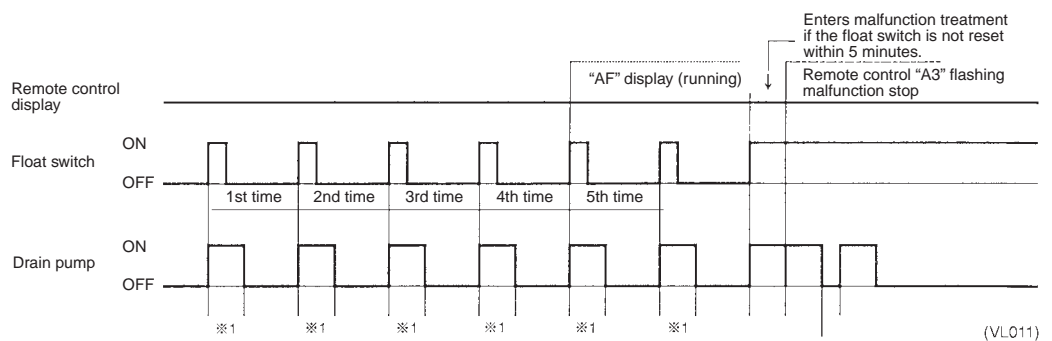 Enters malfunction treatment
if the float switch is not reset
within 5 minutes.
"AF" display (running)
Remote control "A3" flashing
malfunction stop
Remote control
display
ON
Float switch
OFF
1st time 2nd time 3rd time 4th time 5th time
ON
Drain pump
OFF
※1 ※1 ※1 ※1 ※1 ※1
(VL011)